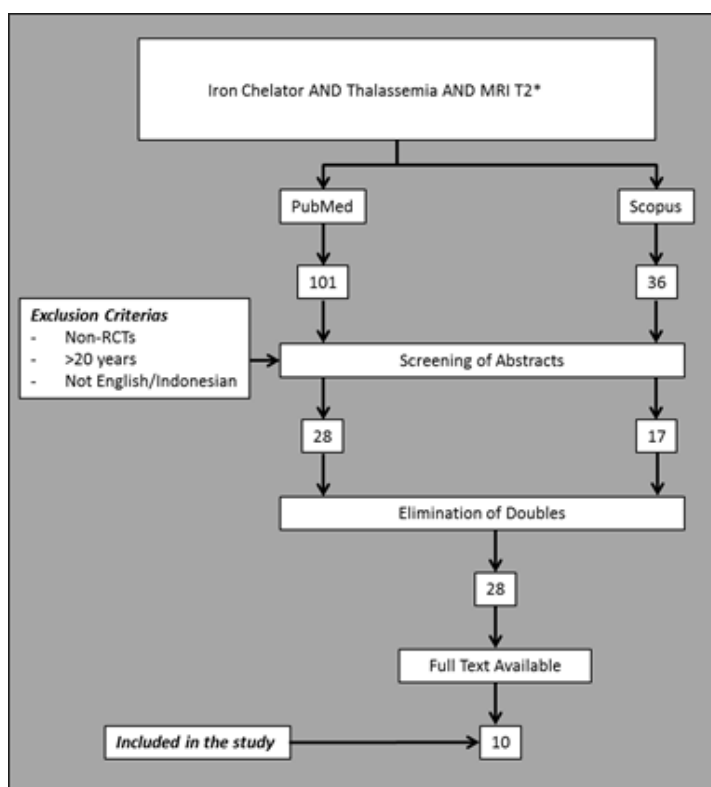 Iron Chelator AND Thalassemia AND MRI T2*
PubMed
Scopus
101
36
Exclusion Criterias
- Non-RCTs
- >20 years
- Not English/Indonesian
Screening of Abstracts
28
17
Elimination of Doubles
28
Full Text Available
Included in the study
10